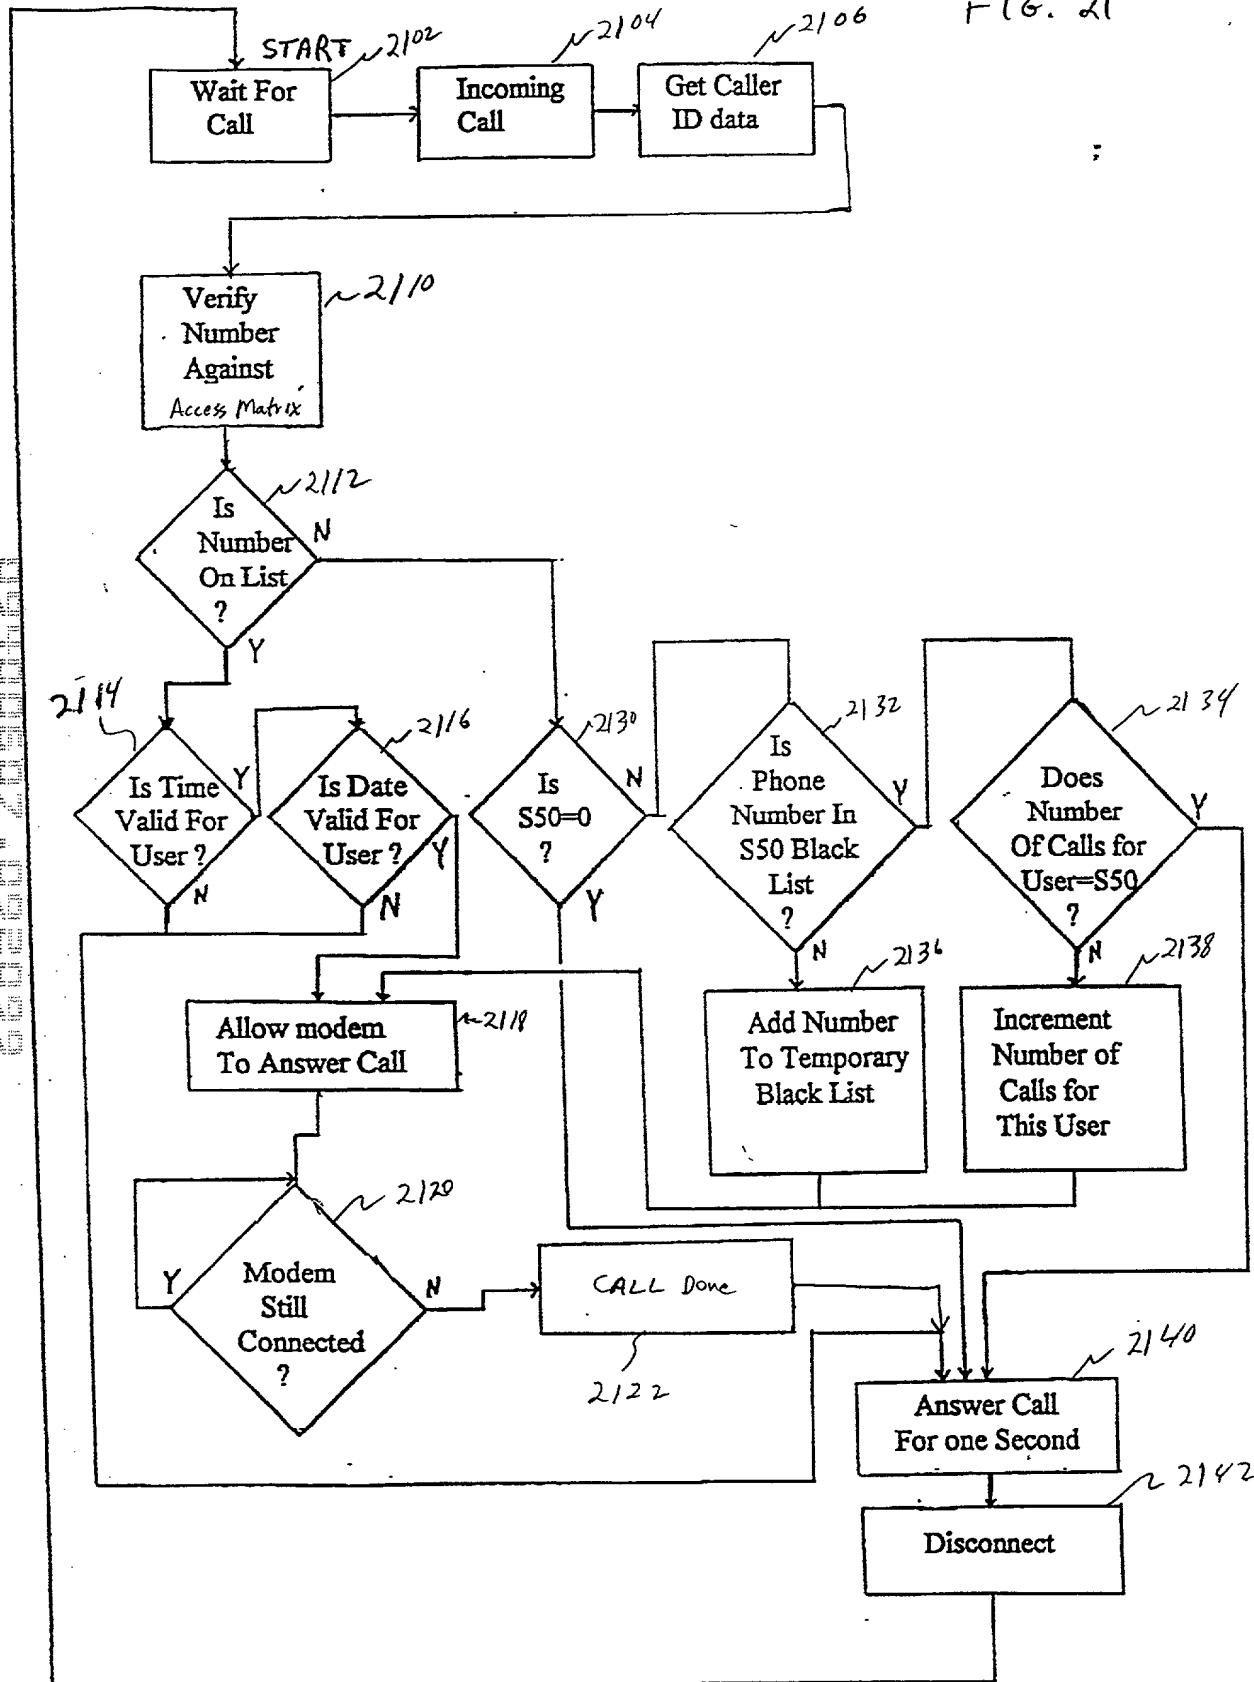 FIG. 21
START
2102
2104
2106
Wait For
Call
Incoming
Call
Get Caller
ID data
2110
Verify
Number
Against
Access Matrix
2112
Is
Number
On List
?
N
Y
2114
Is Time
Valid For
User ?
Y
N
2116
Is Date
Valid For
User ?
Y
N
2130
Is
S50=0
?
N
Y
2132
Is
Phone
Number In
S50 Black
List
?
Y
N
2134
Does
Number
Of Calls for
User=S50
?
Y
N
2118
Allow modem
To Answer Call
2136
Add Number
To Temporary
Black List
2138
Increment
Number of
Calls for
This User
2120
Modem
Still
Connected
?
Y
N
CALL Done
2122
2140
Answer Call
For one Second
2142
Disconnect